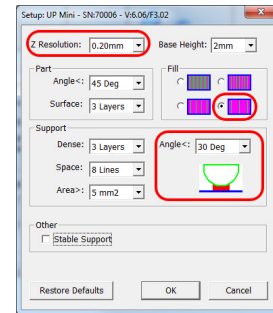 Setup: UP Mini - SN:70006 - V:6.06/F3.02
Z Resolution: 0.20mm Base Height: 2mm
Part Fill
Angle<: 45 Deg
Surface: 3 Layers
Support
Dense: 3 Layers Angle<: 30 Deg
Space: 8 Lines
Area>: 5 mm2
Other
Stable Support
Restore Defaults OK Cancel